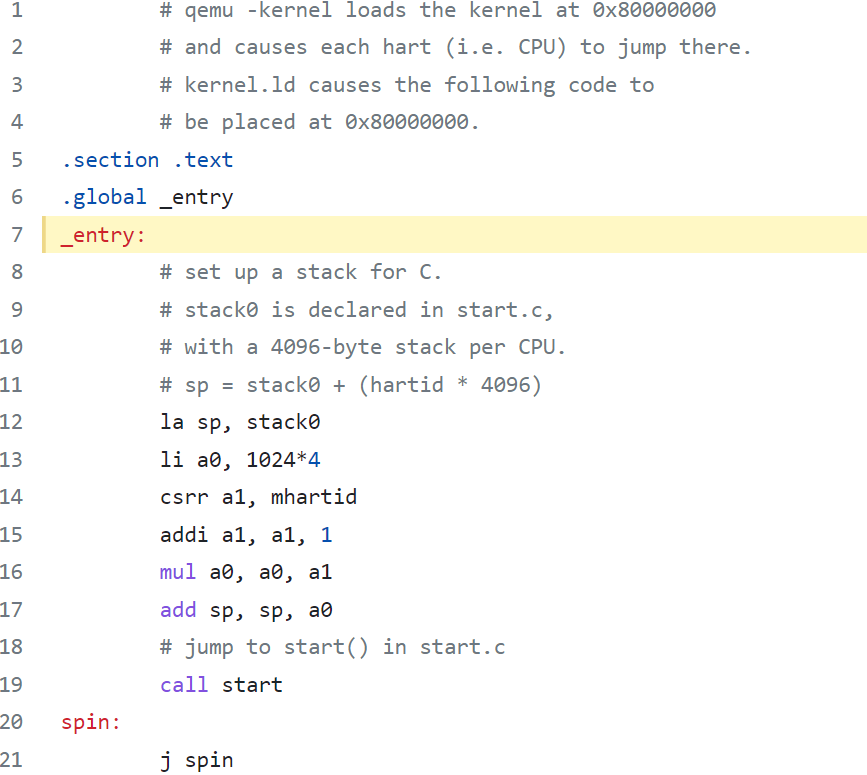 1 # qemu -kernel loads the kernel at 0x80000000
2 # and causes each hart (i.e. CPU) to jump there.
3 # kernel.ld causes the following code to
4 # be placed at 0x80000000.
5 .section .text
6 .global _entry
7 _entry:
8 # set up a stack for C.
9 # stack0 is declared in start.c,
10 # with a 4096-byte stack per CPU.
11 # sp = stack0 + (hartid * 4096)
12 la sp, stack0
13 li a0, 1024*4
14 csrr a1, mhartid
15 addi a1, a1, 1
16 mul a0, a0, a1
17 add sp, sp, a0
18 # jump to start() in start.c
19 call start
20 spin:
21 j spin